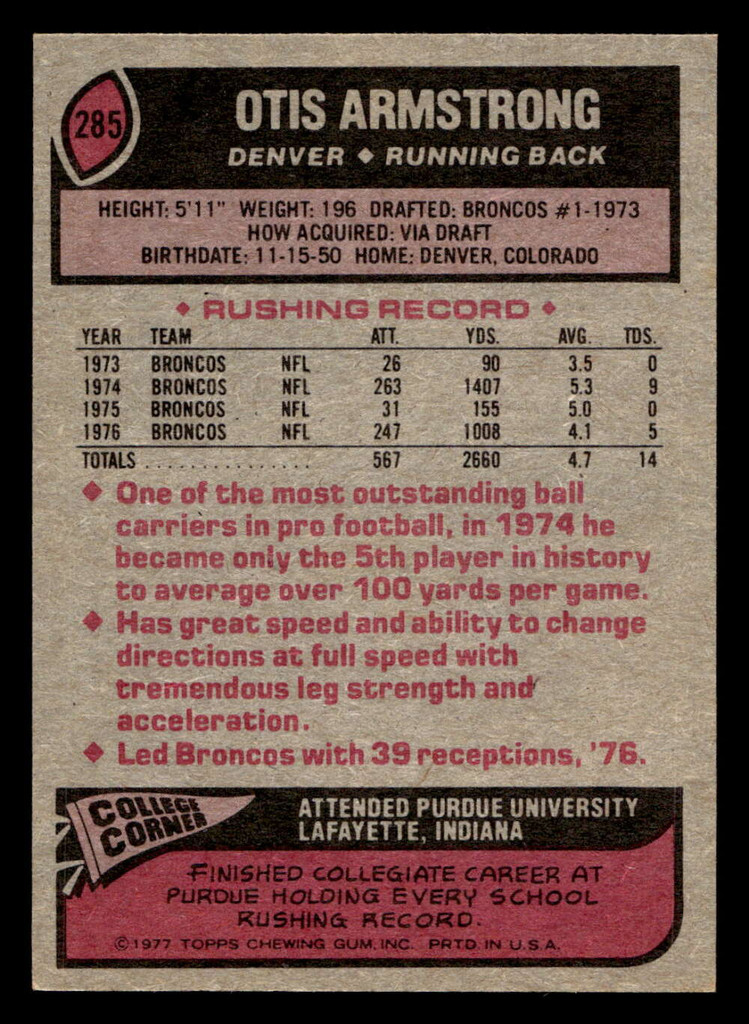 285
OTIS ARMSTRONG
DENVER ◆ RUNNING BACK
HEIGHT: 5'11" WEIGHT: 196 DRAFTED: BRONCOS #1-1973
HOW ACQUIRED: VIA DRAFT
BIRTHDATE: 11-15-50 HOME: DENVER, COLORADO
◆ RUSHING RECORD ◆
YEAR TEAM ATT. YDS. AVG. TDS.
1973 BRONCOS NFL 26 90 3.5 0
1974 BRONCOS NFL 263 1407 5.3 9
1975 BRONCOS NFL 31 155 5.0 0
1976 BRONCOS NFL 247 1008 4.1 5
TOTALS . . . . . . . . . . . . . . . . 567 2660 4.7 14
◆ One of the most outstanding ball
carriers in pro football, in 1974 he
became only the 5th player in history
to average over 100 yards per game.
◆ Has great speed and ability to change
directions at full speed with
tremendous leg strength and
acceleration.
◆ Led Broncos with 39 receptions, '76.
COLLEGE
CORNER
ATTENDED PURDUE UNIVERSITY
LAFAYETTE, INDIANA
FINISHED COLLEGIATE CAREER AT
PURDUE HOLDING EVERY SCHOOL
RUSHING RECORD.
©1977 TOPPS CHEWING GUM, INC. PRTD. IN U.S.A.